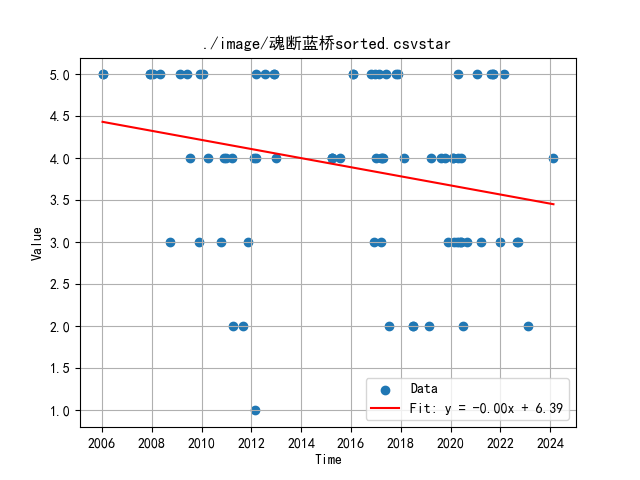 ./image/魂断蓝桥sorted.csvstar
Value
5.0
4.5
4.0
3.5
3.0
2.5
2.0
1.5
1.0
Data
Fit: y = -0.00x + 6.39
2006 2008 2010 2012 2014 2016 2018 2020 2022 2024
Time